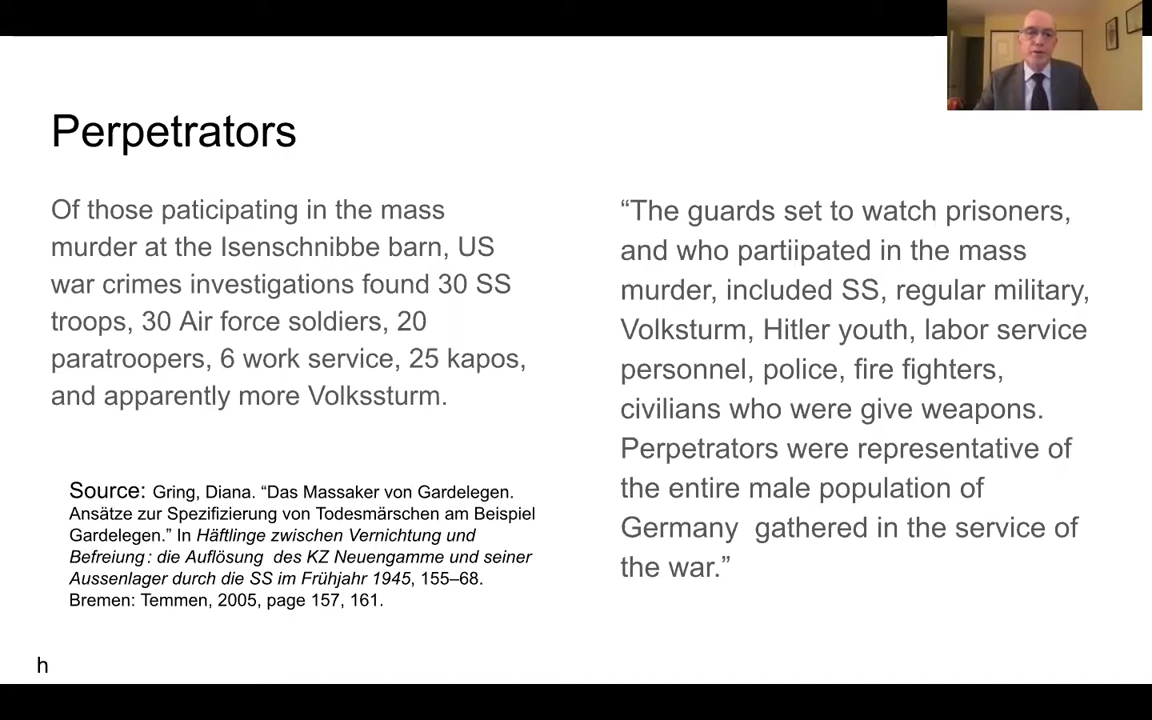 Perpetrators
Of those paticipating in the mass
murder at the Isenschnibbe barn, US
war crimes investigations found 30 SS
troops, 30 Air force soldiers, 20
paratroopers, 6 work service, 25 kapos,
and apparently more Volkssturm.
Source: Gring, Diana. “Das Massaker von Gardelegen.
Ansätze zur Spezifizierung von Todesmärschen am Beispiel
Gardelegen.” In Häftlinge zwischen Vernichtung und
Befreiung : die Auflösung  des KZ Neuengamme und seiner
Aussenlager durch die SS im Frühjahr 1945, 155–68.
Bremen: Temmen, 2005, page 157, 161.
“The guards set to watch prisoners,
and who partiipated in the mass
murder, included SS, regular military,
Volksturm, Hitler youth, labor service
personnel, police, fire fighters,
civilians who were give weapons.
Perpetrators were representative of
the entire male population of
Germany  gathered in the service of
the war.”
h